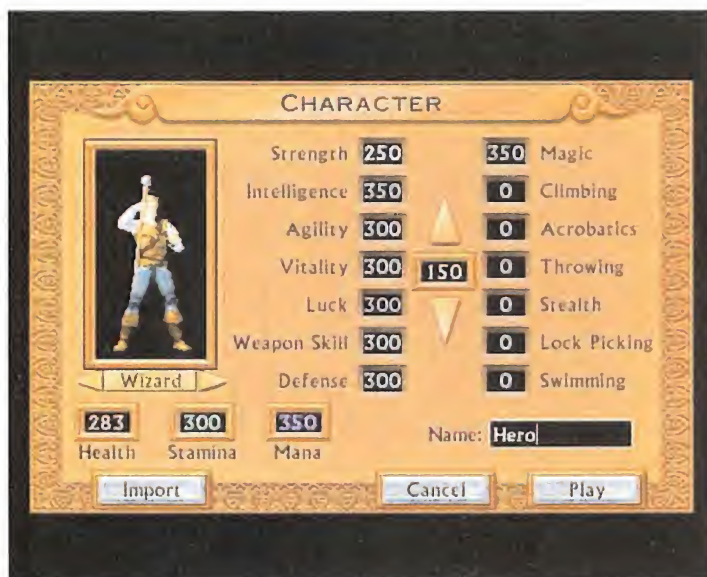 CHARACTER
Strength 250 350 Magic
Intelligence 350 0 Climbing
Agility 300 0 Acrobatics
Vitality 300 150 0 Throwing
Luck 300 0 Stealth
Weapon Skill 300 0 Lock Picking
Wizard Defense 300 0 Swimming
283 300 350 Name: Hero
Health Stamina Mana
Import Cancel Play